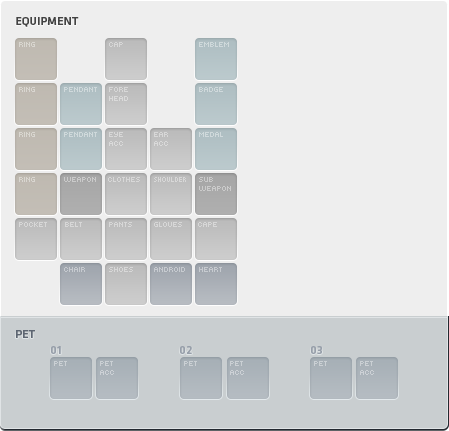 EQUIPMENT
RING CAP EMBLEM
RING PENDANT FORE HEAD BADGE
RING PENDANT EYE ACC EAR ACC MEDAL
RING WEAPON CLOTHES SHOULDER SUB WEAPON
POCKET BELT PANTS GLOVES CAPE
CHAIR SHOES ANDROID HEART
PET
01 02 03
PET PET ACC PET PET ACC PET PET ACC